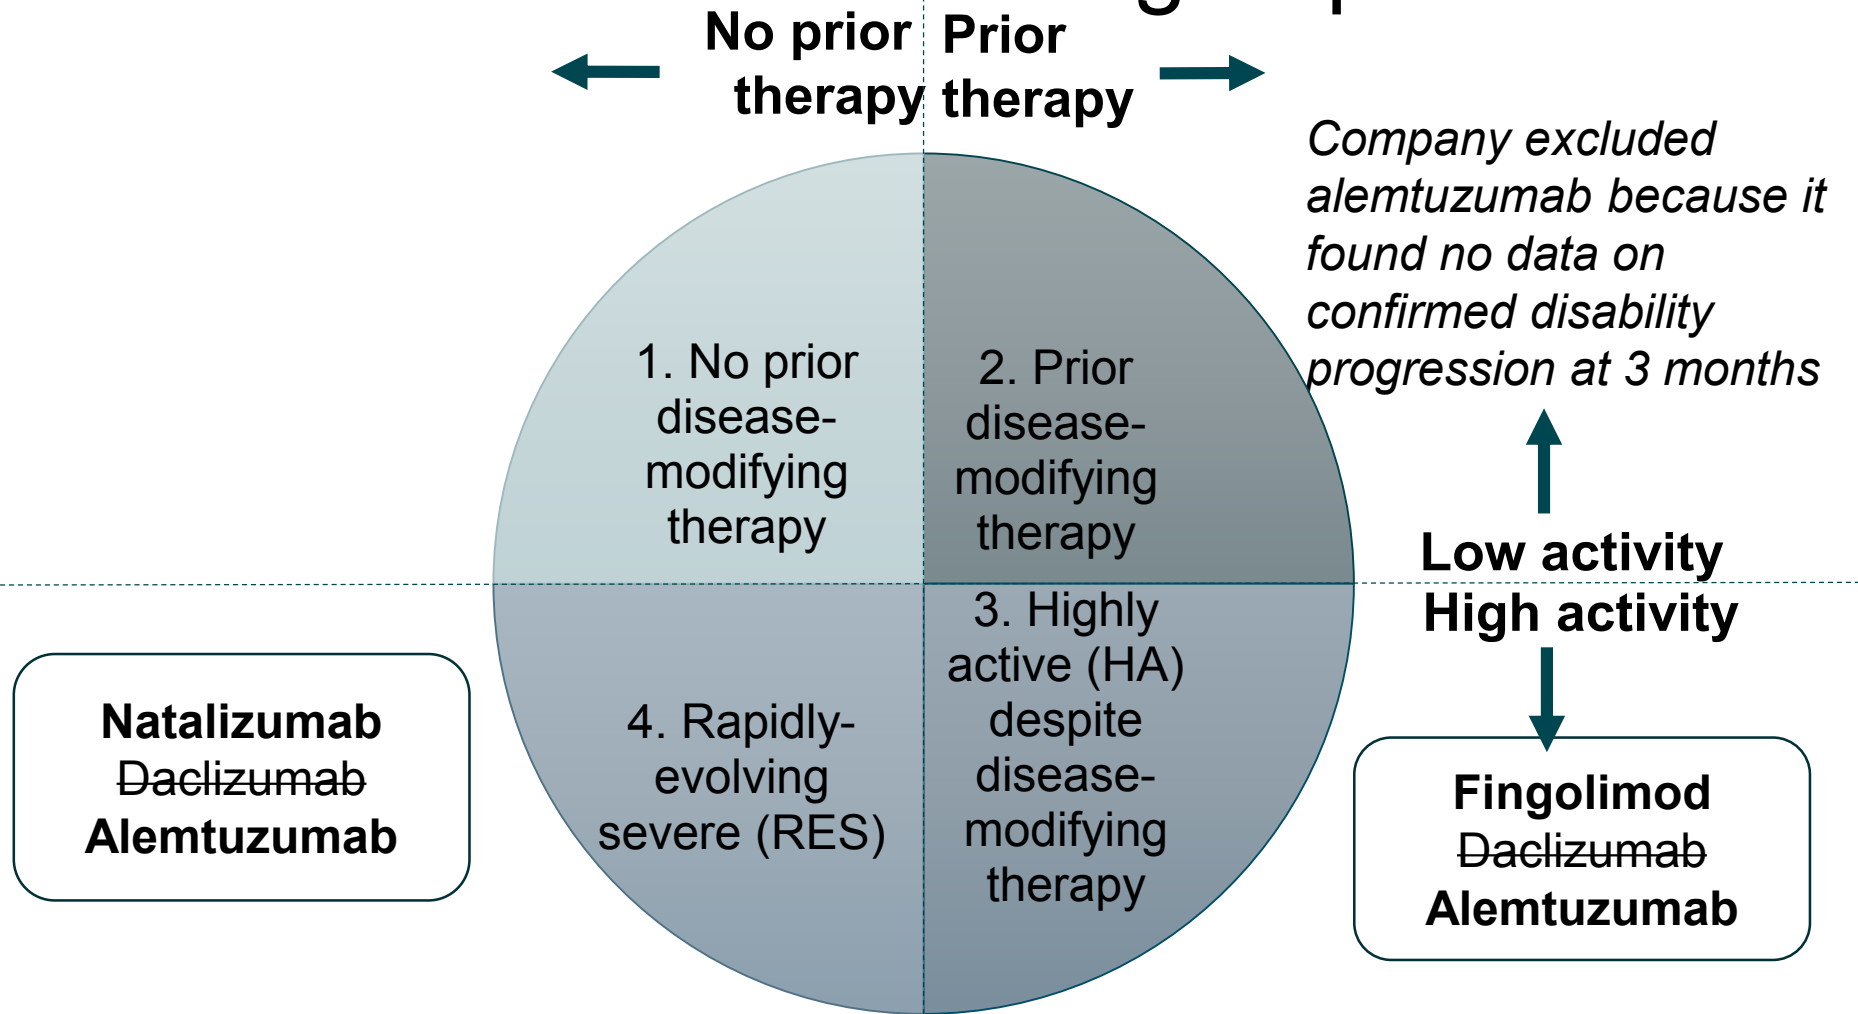 No prior
therapy
Prior
therapy
Company excluded
alemtuzumab because it
found no data on
confirmed disability
progression at 3 months
1. No prior
disease-
modifying
therapy
2. Prior
disease-
modifying
therapy
Low activity
High activity
3. Highly
active (HA)
despite
disease-
modifying
therapy
4. Rapidly-
evolving
severe (RES)
Natalizumab
Daclizumab
Alemtuzumab
Fingolimod
Daclizumab
Alemtuzumab